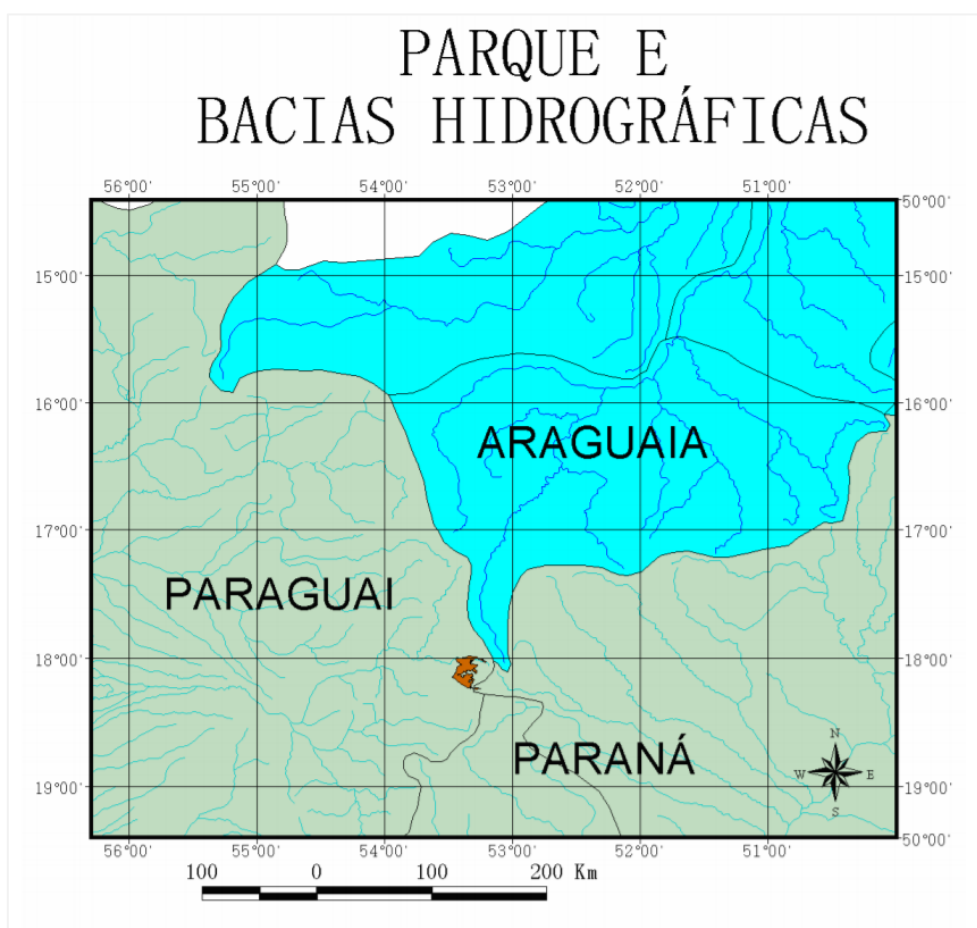 PARQUE E
BACIAS HIDROGRÁFICAS
56°00' 55°00' 54°00' 53°00' 52°00' 51°00'
50°00'
15°00' 15°00'
16°00' 16°00'
ARAGUAIA
17°00' 17°00'
PARAGUAI
18°00' 18°00'
N
PARANÁ
W E
19°00' 19°00'
S
50°00'
56°00' 55°00' 54°00' 53°00' 52°00' 51°00'
100 0 100 200 Km